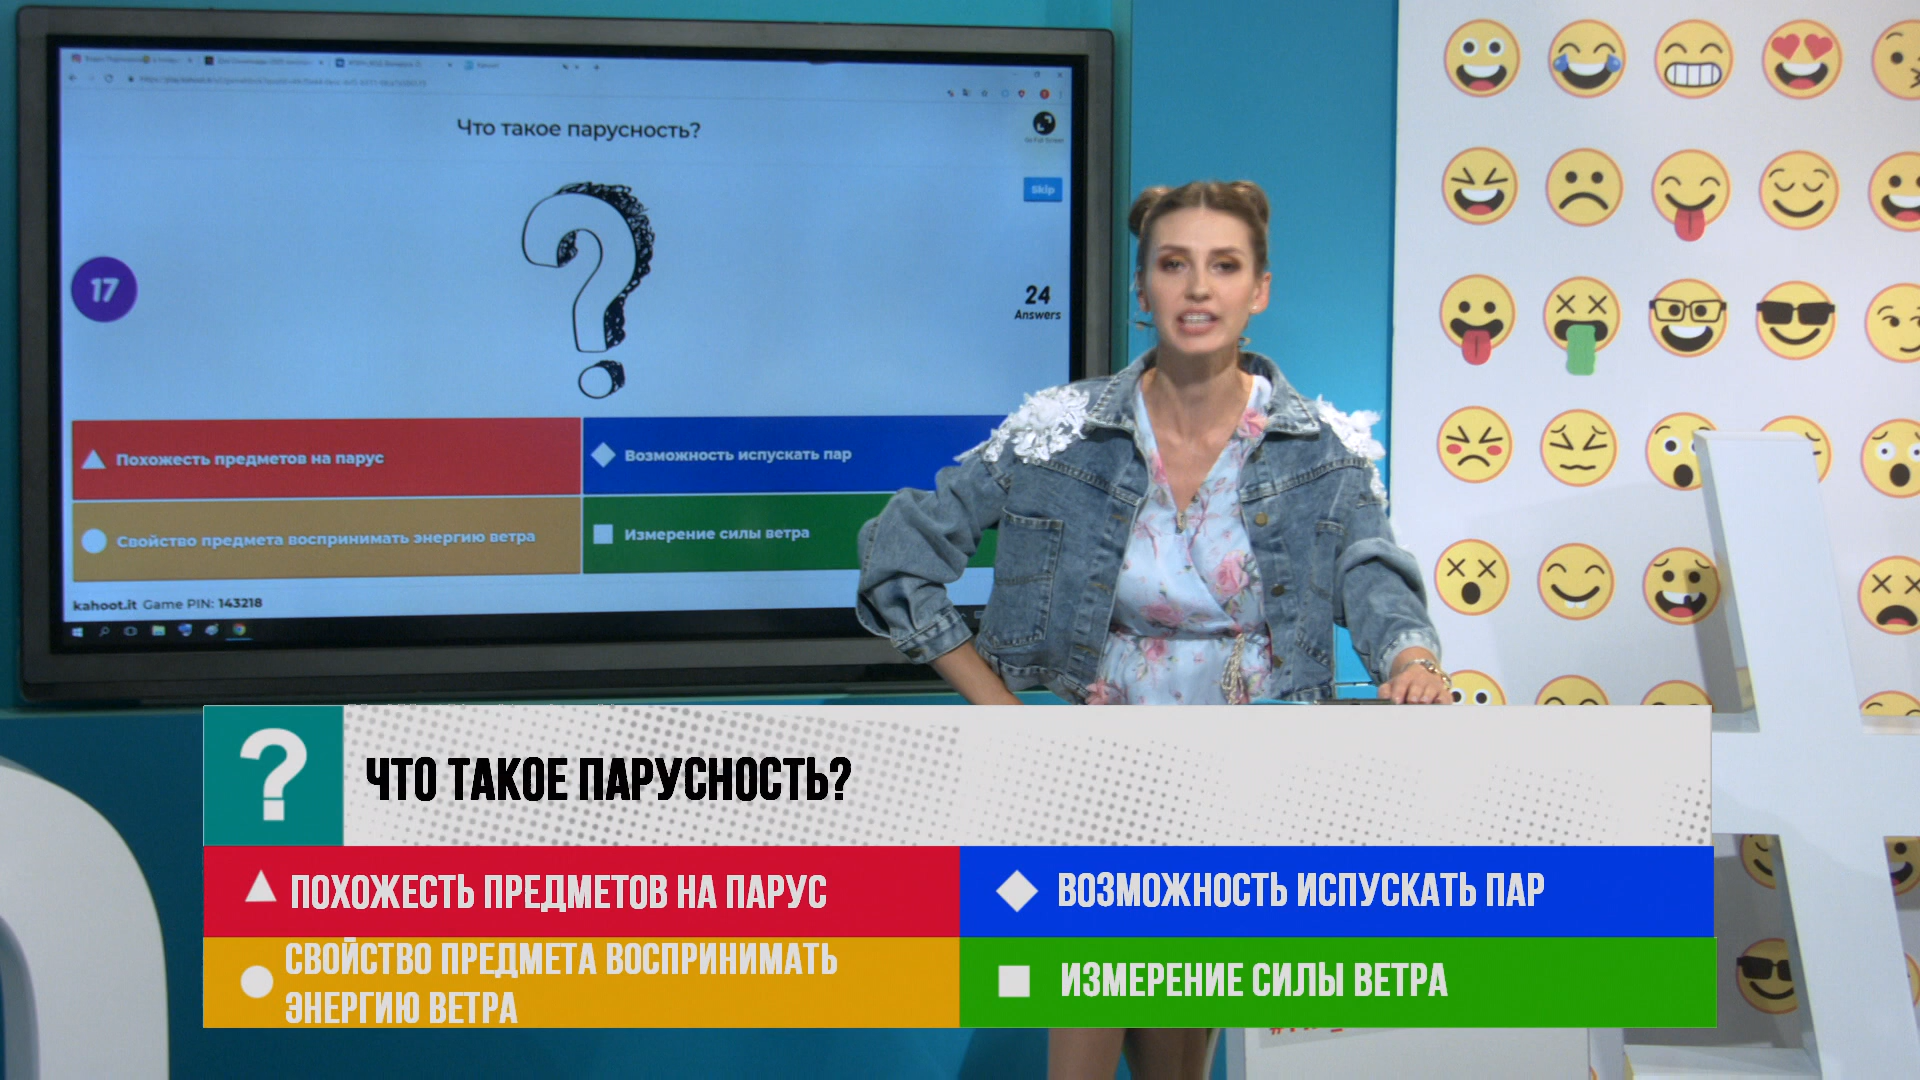 Что такое парусность?
Skip
17
24
Answers
Похожесть предметов на парус
Возможность испускать пар
Свойство предмета воспринимать энергию ветра
Измерение силы ветра
kahoot.it Game PIN: 143218
?
ЧТО ТАКОЕ ПАРУСНОСТЬ?
ПОХОЖЕСТЬ ПРЕДМЕТОВ НА ПАРУС
ВОЗМОЖНОСТЬ ИСПУСКАТЬ ПАР
СВОЙСТВО ПРЕДМЕТА ВОСПРИНИМАТЬ
ЭНЕРГИЮ ВЕТРА
ИЗМЕРЕНИЕ СИЛЫ ВЕТРА